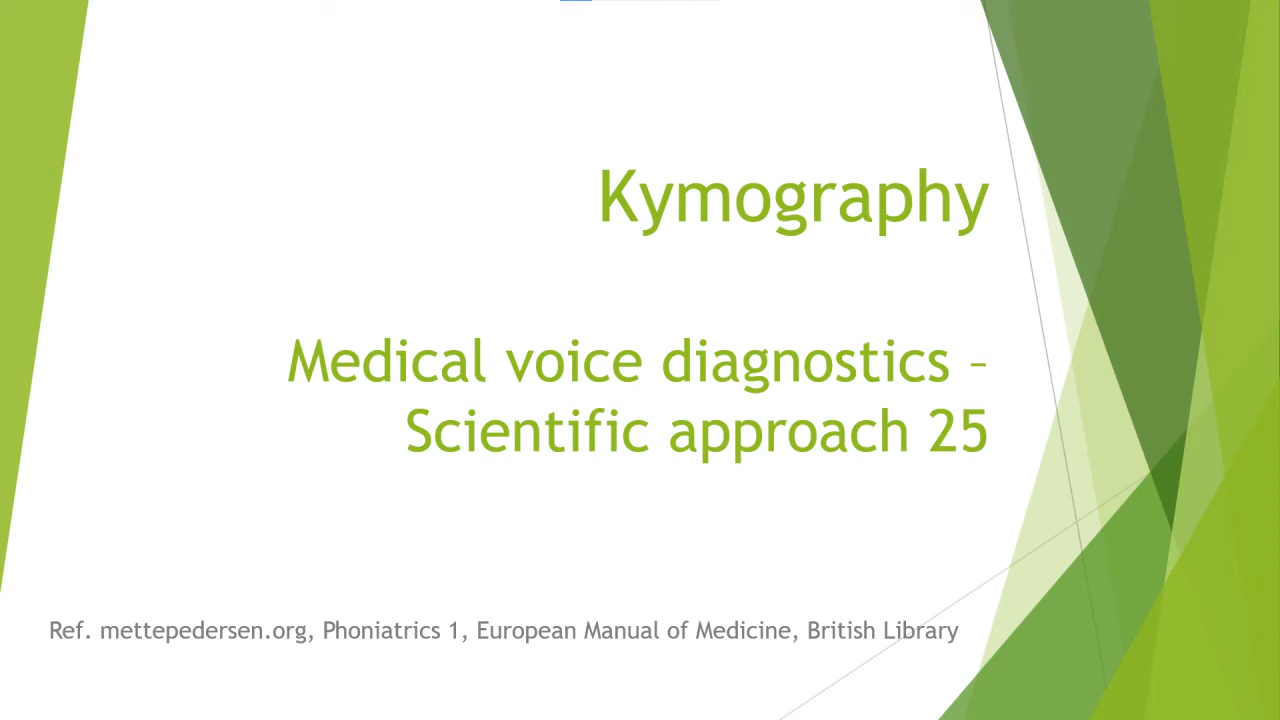 Kymography
Medical voice diagnostics –
Scientific approach 25
Ref. mettepedersen.org, Phoniatrics 1, European Manual of Medicine, British Library